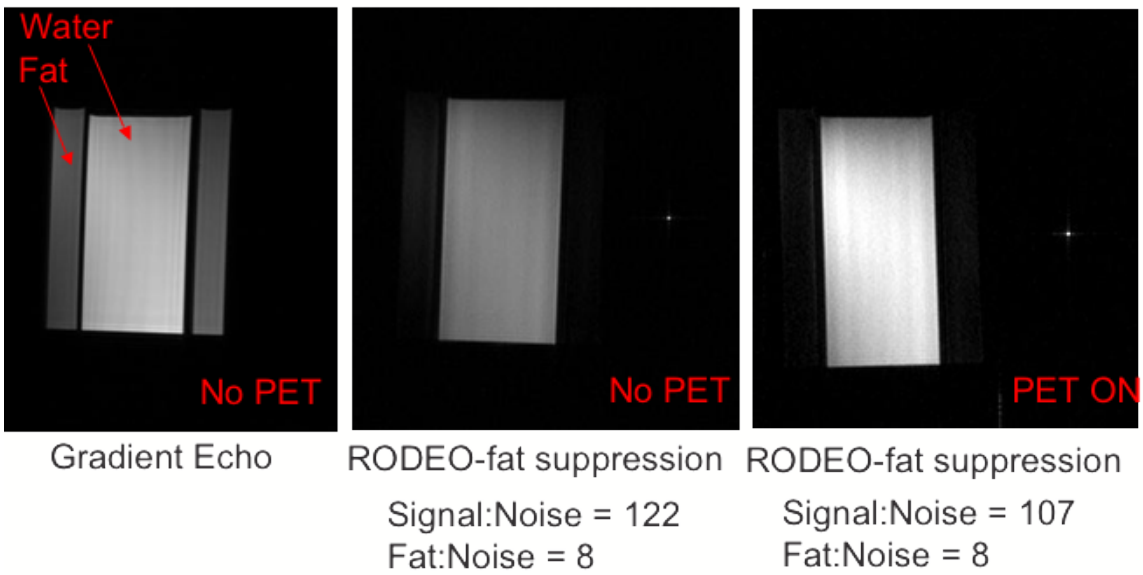 Water
Fat
No PET
No PET
PET ON
Gradient Echo
RODEO-fat suppression
RODEO-fat suppression
Signal:Noise = 122
Fat:Noise = 8
Signal:Noise = 107
Fat:Noise = 8